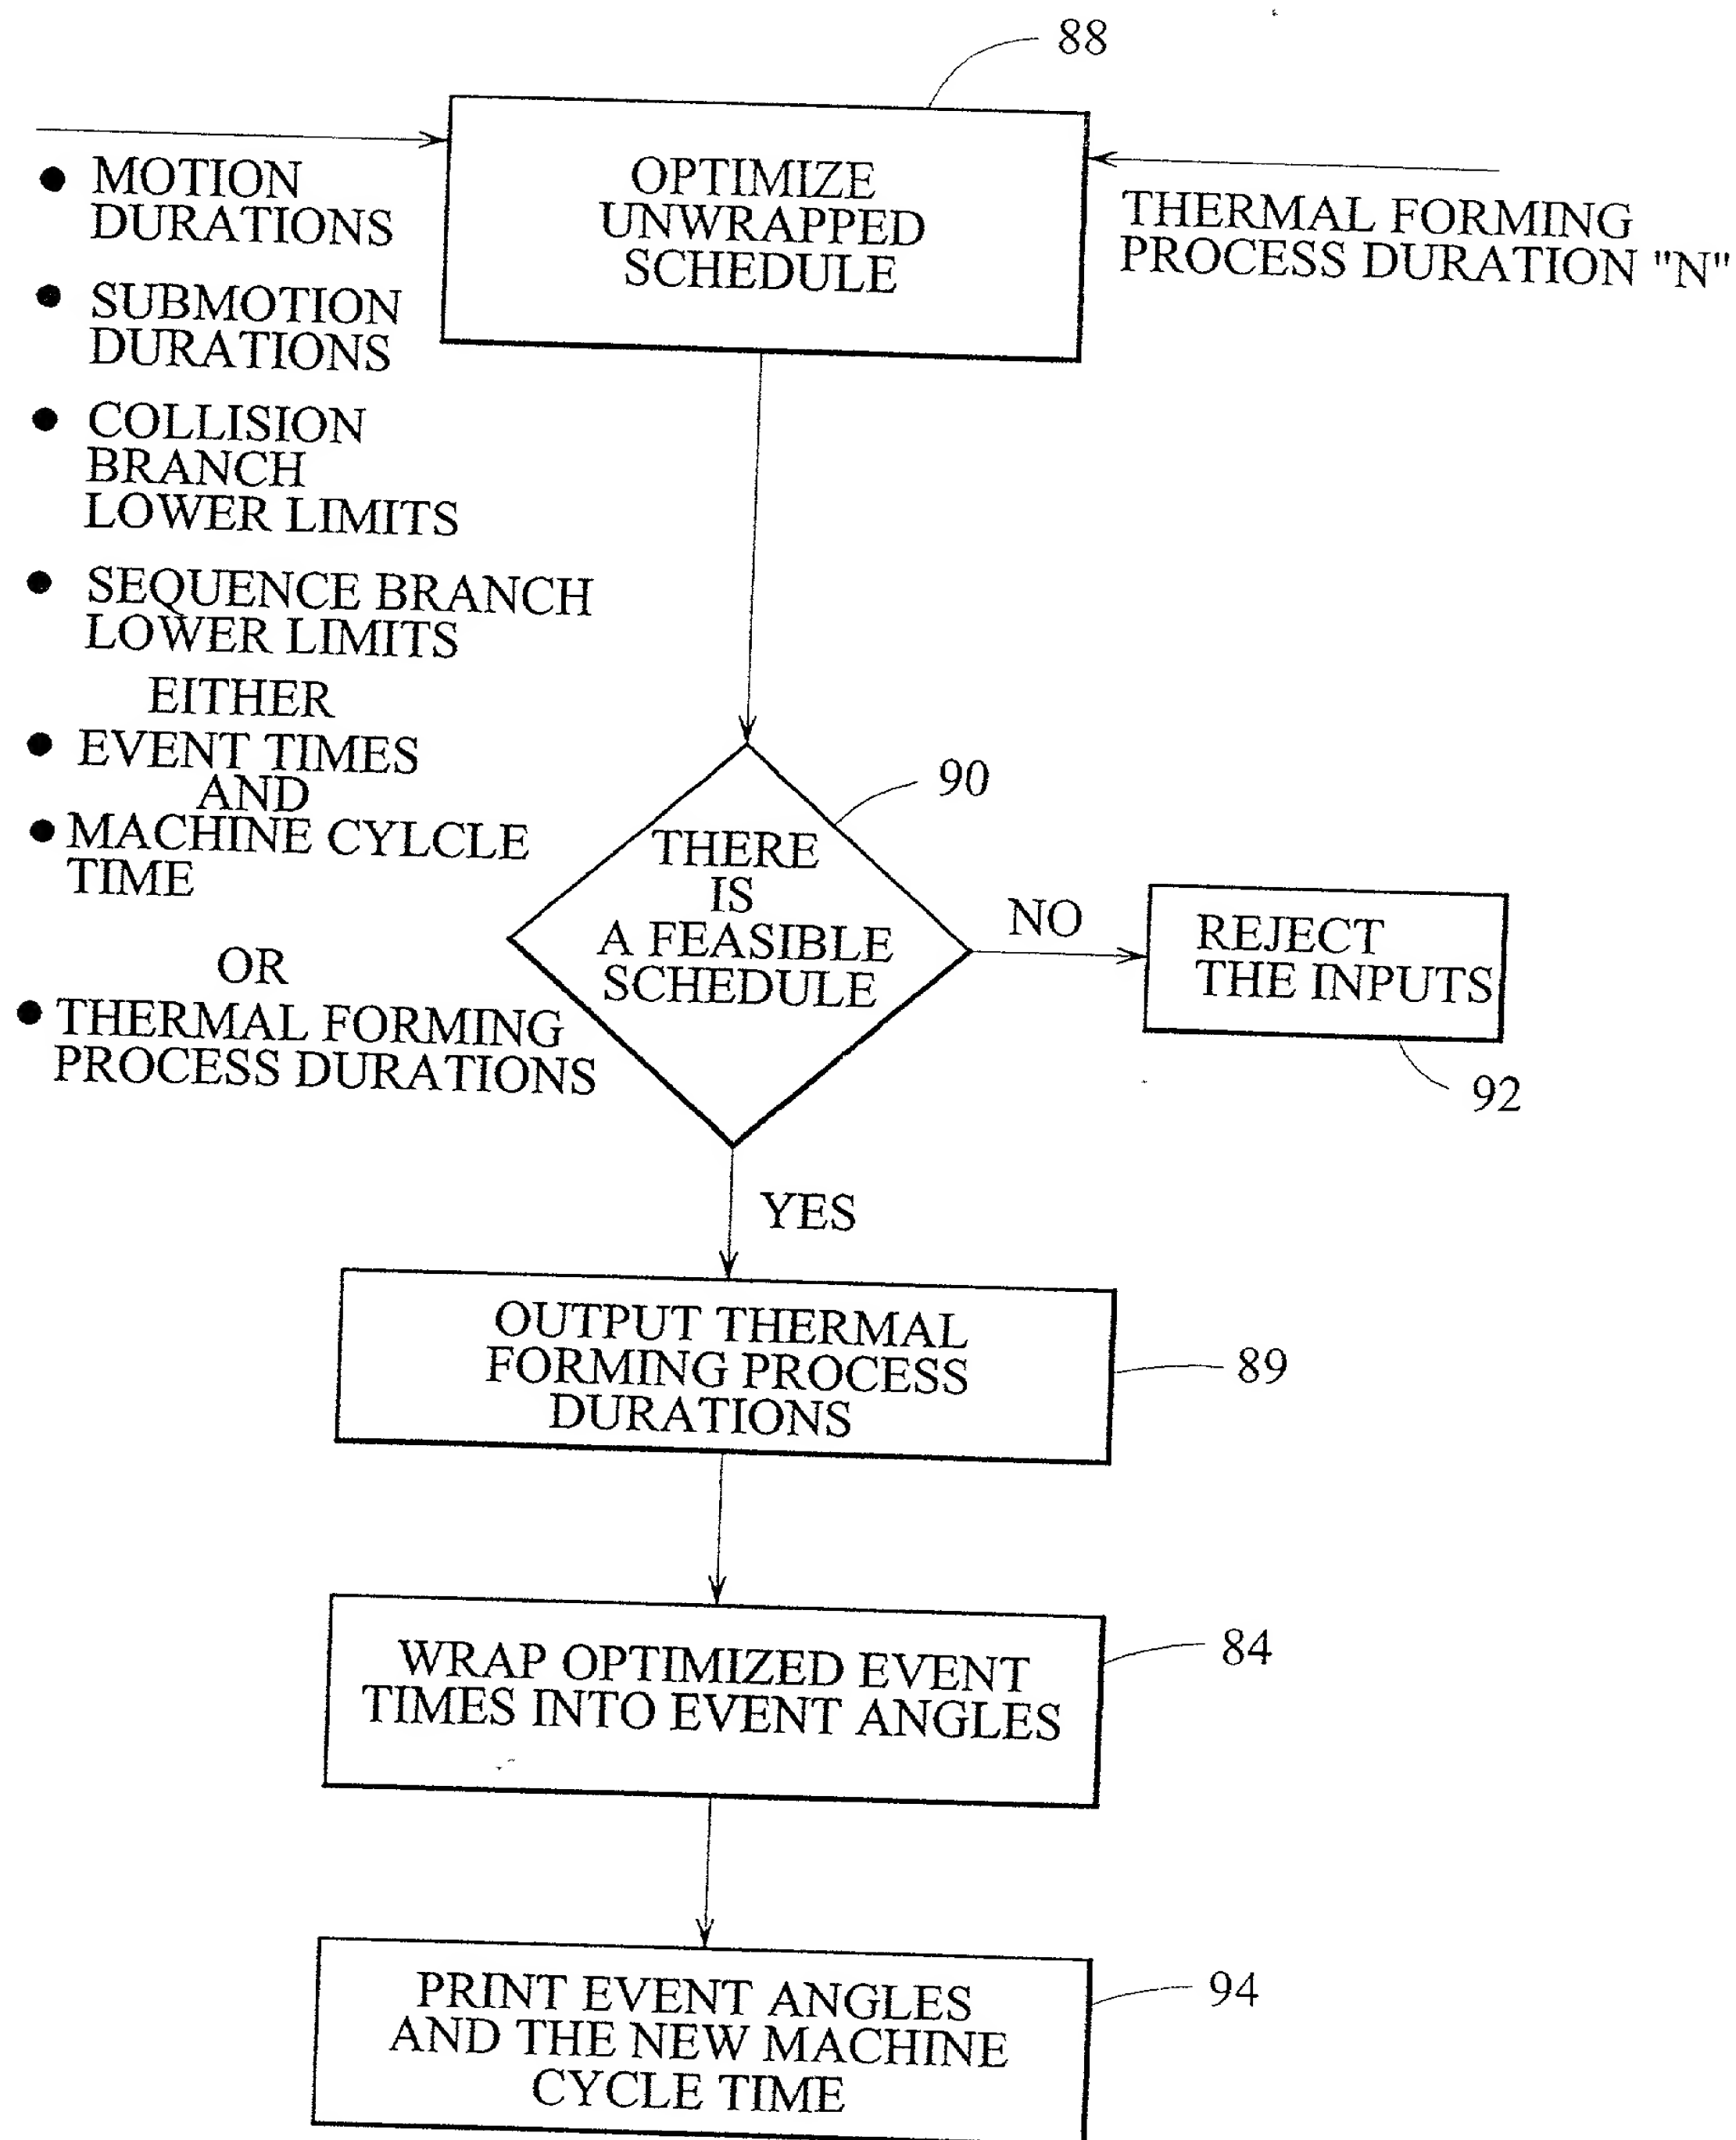 88
OPTIMIZE
UNWRAPPED
SCHEDULE
THERMAL FORMING
PROCESS DURATION "N"
● MOTION
DURATIONS
● SUBMOTION
DURATIONS
● COLLISION
BRANCH
LOWER LIMITS
● SEQUENCE BRANCH
LOWER LIMITS
EITHER
● EVENT TIMES
AND
● MACHINE CYLCLE
TIME
OR
● THERMAL FORMING
PROCESS DURATIONS
90
THERE
IS
A FEASIBLE
SCHEDULE
NO
REJECT
THE INPUTS
92
YES
OUTPUT THERMAL
FORMING PROCESS
DURATIONS
89
WRAP OPTIMIZED EVENT
TIMES INTO EVENT ANGLES
84
PRINT EVENT ANGLES
AND THE NEW MACHINE
CYCLE TIME
94